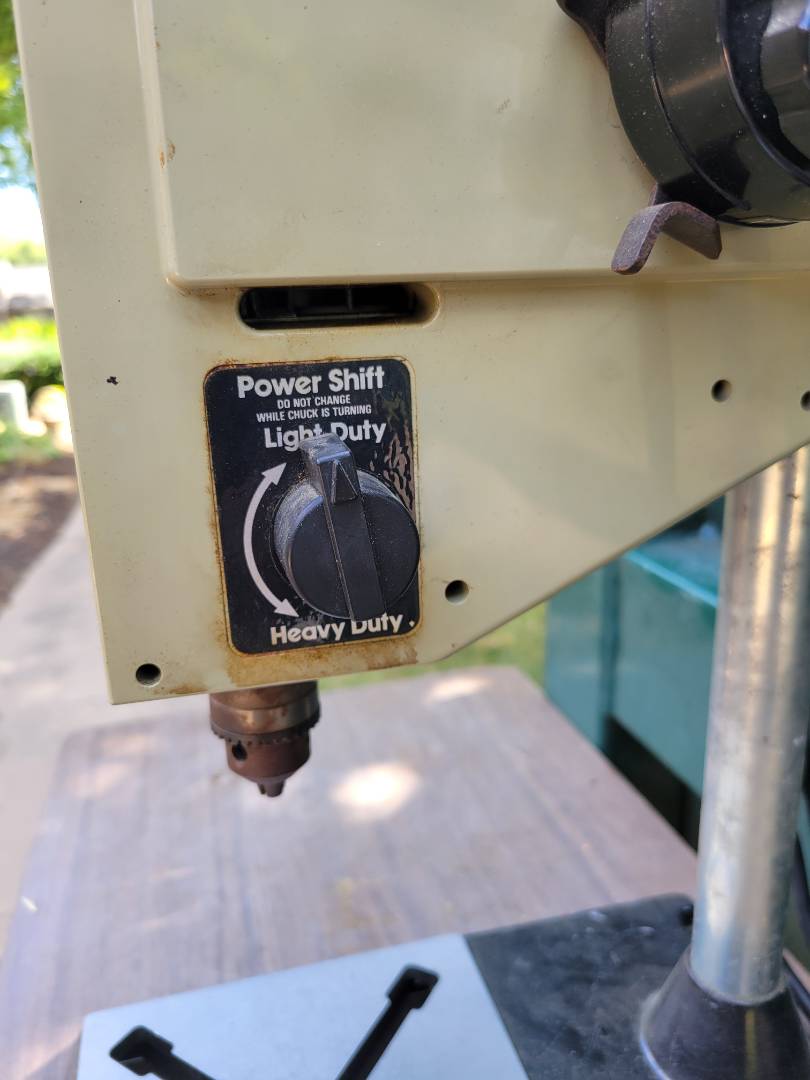 Power Shift
DO NOT CHANGE
WHILE CHUCK IS TURNING
Light Duty
Heavy Duty